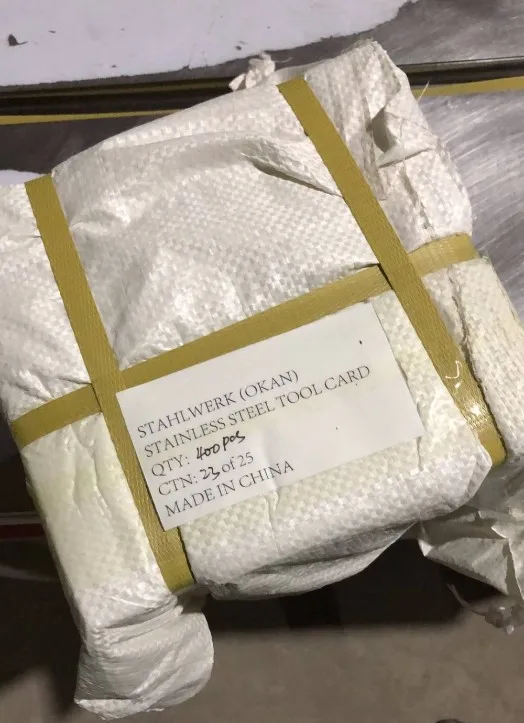 STAHLWERK (OKAN)
STAINLESS STEEL TOOL CARD
QTY: 400 pcs
CTN: 23 of 25
MADE IN CHINA